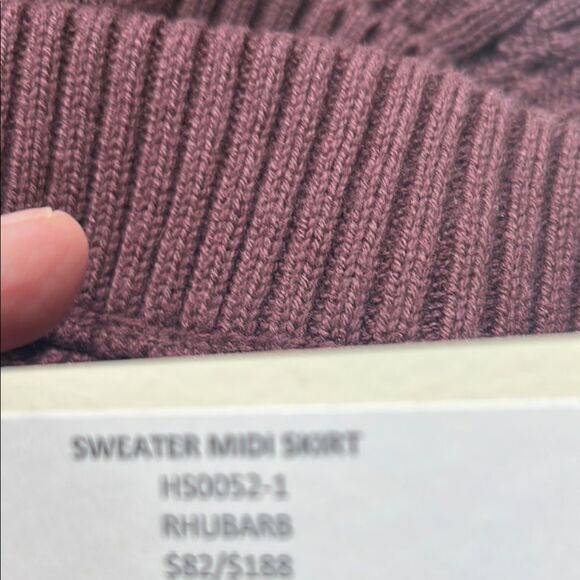 SWEATER MIDI SKIRT
HS0052-1
RHUBARB
$82/$188